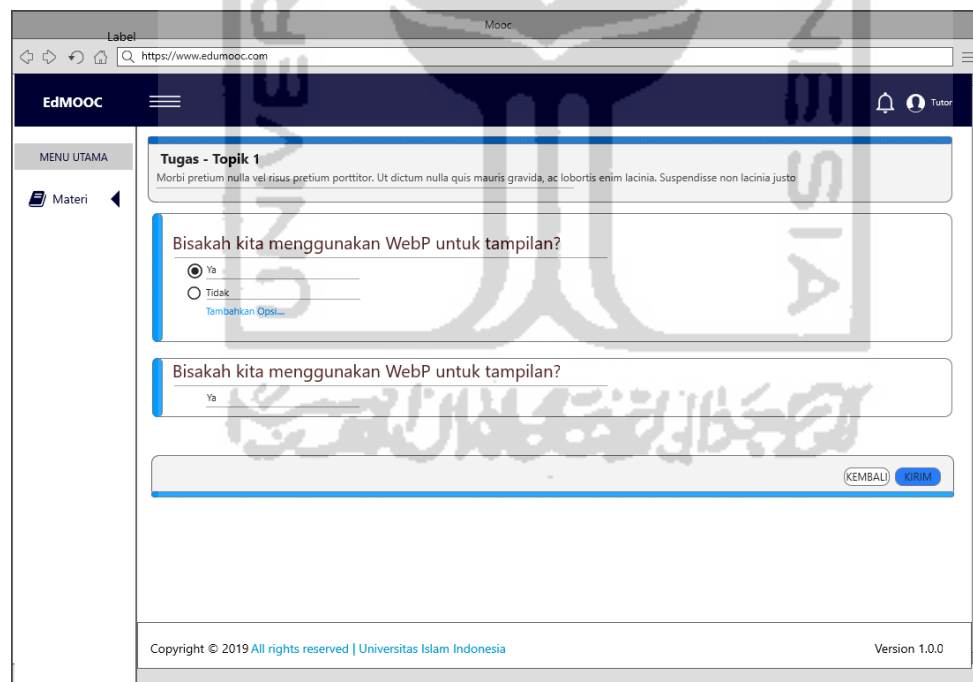 Mooc
Label
https://www.edumooc.com
EdMOOC
Tutor
MENU UTAMA
Materi
Tugas - Topik 1
Morbi pretium nulla vel risus pretium porttitor. Ut dictum nulla quis mauris gravida, ac lobortis enim lacinia. Suspendisse non lacinia justo
Bisakah kita menggunakan WebP untuk tampilan?
Ya
Tidak
Tambahkan Opsi....
Bisakah kita menggunakan WebP untuk tampilan?
Ya
KEMBALI KIRIM
Copyright © 2019 All rights reserved | Universitas Islam Indonesia
Version 1.0.0